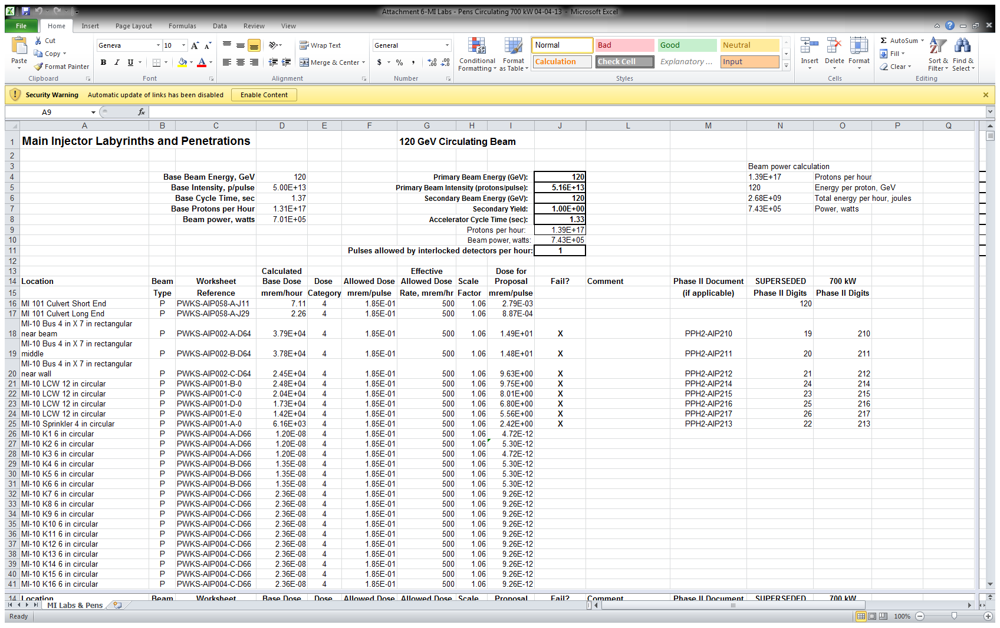 Attachment 6-MI Labs - Pens Circulating 700 kW 04-04-13 - Microsoft Excel
File Home Insert Page Layout Formulas Data Review View
Paste Cut Copy Format Painter Clipboard
Geneva 10 A A B I U A Font
Wrap Text Merge & Center Alignment
General $ % , .00 .0 Number
Conditional Formatting Format as Table
Normal Bad Good Neutral
Calculation Check Cell Explanatory ... Input
Styles
Insert Delete Format Cells
Σ AutoSum Fill Clear Sort & Filter Find & Select Editing
Security Warning Automatic update of links has been disabled Enable Content
A9 fx
A B C D E F G H I J L M N O P Q
1 Main Injector Labyrinths and Penetrations 120 GeV Circulating Beam
2
3 Beam power calculation
4 Base Beam Energy, GeV 120 Primary Beam Energy (GeV): 120 1.39E+17 Protons per hour
5 Base Intensity, p/pulse 5.00E+13 Primary Beam Intensity (protons/pulse): 5.16E+13 120 Energy per proton, GeV
6 Base Cycle Time, sec 1.37 Secondary Beam Energy (GeV): 120 2.68E+09 Total energy per hour, joules
7 Base Protons per Hour 1.31E+17 Secondary Yield: 1.00E+00 7.43E+05 Power, watts
8 Beam power, watts 7.01E+05 Accelerator Cycle Time (sec): 1.33
9 Protons per hour: 1.39E+17
10 Beam power, watts: 7.43E+05
11 Pulses allowed by interlocked detectors per hour: 1
12
13 Calculated Effective Dose for
14 Location Beam Worksheet Base Dose Dose Allowed Dose Allowed Dose Scale Proposal Fail? Comment Phase II Document SUPERSEDED 700 kW
15 Type Reference mrem/hour Category mrem/pulse Rate, mrem/hr Factor mrem/pulse (if applicable) Phase II Digits Phase II Digits
16 MI 101 Culvert Short End P PWKS-AIP058-A-J11 7.11 4 1.85E-01 500 1.06 2.79E-03 120
17 MI 101 Culvert Long End P PWKS-AIP058-A-J29 2.26 4 1.85E-01 500 1.06 8.87E-04
MI-10 Bus 4 in X 7 in rectangular
18 near beam P PWKS-AIP002-A-D64 3.79E+04 4 1.85E-01 500 1.06 1.49E+01 X PPH2-AIP210 19 210
MI-10 Bus 4 in X 7 in rectangular
19 middle P PWKS-AIP002-B-D64 3.78E+04 4 1.85E-01 500 1.06 1.48E+01 X PPH2-AIP211 20 211
MI-10 Bus 4 in X 7 in rectangular
20 near wall P PWKS-AIP002-C-D64 2.45E+04 4 1.85E-01 500 1.06 9.63E+00 X PPH2-AIP212 21 212
21 MI-10 LCW 12 in circular P PWKS-AIP001-B-0 2.48E+04 4 1.85E-01 500 1.06 9.75E+00 X PPH2-AIP214 24 214
22 MI-10 LCW 12 in circular P PWKS-AIP001-C-0 2.04E+04 4 1.85E-01 500 1.06 8.01E+00 X PPH2-AIP215 23 215
23 MI-10 LCW 12 in circular P PWKS-AIP001-D-0 1.73E+04 4 1.85E-01 500 1.06 6.80E+00 X PPH2-AIP216 25 216
24 MI-10 LCW 12 in circular P PWKS-AIP001-E-0 1.42E+04 4 1.85E-01 500 1.06 5.56E+00 X PPH2-AIP217 26 217
25 MI-10 Sprinkler 4 in circular P PWKS-AIP001-A-0 6.16E+03 4 1.85E-01 500 1.06 2.42E+00 X PPH2-AIP213 22 213
26 MI-10 K1 6 in circular P PWKS-AIP004-A-D66 1.20E-08 4 1.85E-01 500 1.06 4.72E-12
27 MI-10 K2 6 in circular P PWKS-AIP004-A-D66 1.20E-08 4 1.85E-01 500 1.06 5.30E-12
28 MI-10 K3 6 in circular P PWKS-AIP004-A-D66 1.20E-08 4 1.85E-01 500 1.06 4.72E-12
29 MI-10 K4 6 in circular P PWKS-AIP004-B-D66 1.35E-08 4 1.85E-01 500 1.06 5.30E-12
30 MI-10 K5 6 in circular P PWKS-AIP004-B-D66 1.35E-08 4 1.85E-01 500 1.06 5.30E-12
31 MI-10 K6 6 in circular P PWKS-AIP004-B-D66 1.35E-08 4 1.85E-01 500 1.06 5.30E-12
32 MI-10 K7 6 in circular P PWKS-AIP004-C-D66 2.36E-08 4 1.85E-01 500 1.06 9.26E-12
33 MI-10 K8 6 in circular P PWKS-AIP004-C-D66 2.36E-08 4 1.85E-01 500 1.06 9.26E-12
34 MI-10 K9 6 in circular P PWKS-AIP004-C-D66 2.36E-08 4 1.85E-01 500 1.06 9.26E-12
35 MI-10 K10 6 in circular P PWKS-AIP004-C-D66 2.36E-08 4 1.85E-01 500 1.06 9.26E-12
36 MI-10 K11 6 in circular P PWKS-AIP004-C-D66 2.36E-08 4 1.85E-01 500 1.06 9.26E-12
37 MI-10 K12 6 in circular P PWKS-AIP004-C-D66 2.36E-08 4 1.85E-01 500 1.06 9.26E-12
38 MI-10 K13 6 in circular P PWKS-AIP004-C-D66 2.36E-08 4 1.85E-01 500 1.06 9.26E-12
39 MI-10 K14 6 in circular P PWKS-AIP004-C-D66 2.36E-08 4 1.85E-01 500 1.06 9.26E-12
40 MI-10 K15 6 in circular P PWKS-AIP004-C-D66 2.36E-08 4 1.85E-01 500 1.06 9.26E-12
41 MI-10 K16 6 in circular P PWKS-AIP004-C-D66 2.36E-08 4 1.85E-01 500 1.06 9.26E-12
14 Location Beam Worksheet Base Dose Dose Allowed Dose Allowed Dose Scale Proposal Fail? Comment Phase II Document SUPERSEDED 700 kW
MI Labs & Pens
Ready 100%